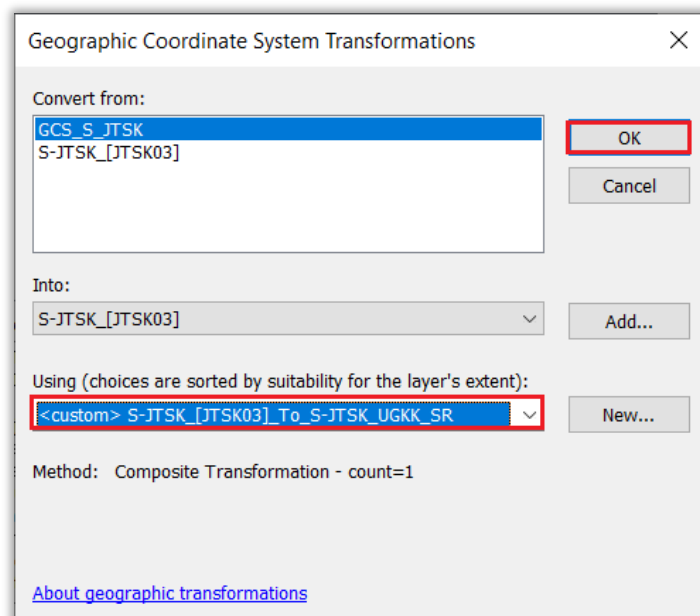 Geographic Coordinate System Transformations
Convert from:
GCS_S_JTSK
S-JTSK_[JTSK03]
OK
Cancel
Into:
S-JTSK_[JTSK03]
Add...
Using (choices are sorted by suitability for the layer's extent):
<custom> S-JTSK_[JTSK03]_To_S-JTSK_UGKK_SR
New...
Method: Composite Transformation - count=1
About geographic transformations